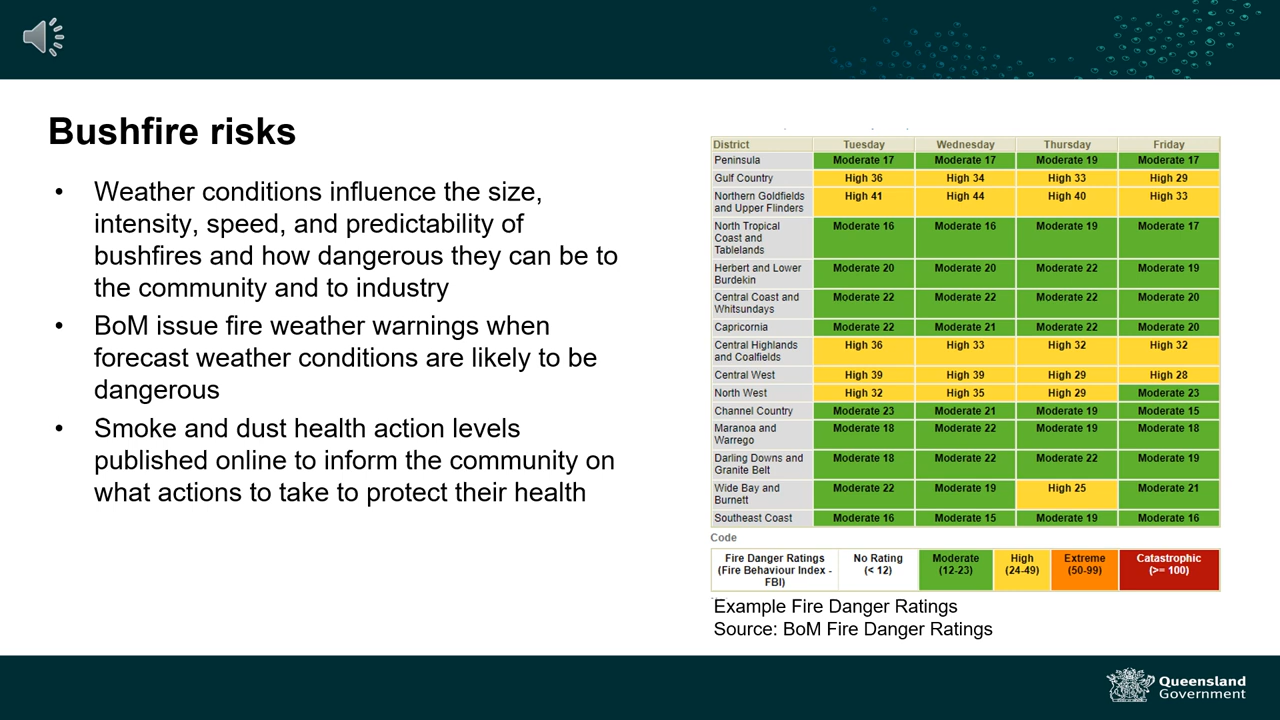 Bushfire risks
• Weather conditions influence the size,
intensity, speed, and predictability of
bushfires and how dangerous they can be to
the community and to industry
• BoM issue fire weather warnings when
forecast weather conditions are likely to be
dangerous
• Smoke and dust health action levels
published online to inform the community on
what actions to take to protect their health
District Tuesday Wednesday Thursday Friday
Peninsula Moderate 17 Moderate 17 Moderate 19 Moderate 17
Gulf Country High 36 High 34 High 33 High 29
Northern Goldfields High 41 High 44 High 40 High 33
and Upper Flinders
North Tropical Moderate 16 Moderate 16 Moderate 19 Moderate 17
Coast and
Tablelands
Herbert and Lower Moderate 20 Moderate 20 Moderate 22 Moderate 19
Burdekin
Central Coast and Moderate 22 Moderate 22 Moderate 22 Moderate 20
Whitsundays
Capricornia Moderate 22 Moderate 21 Moderate 22 Moderate 20
Central Highlands High 36 High 33 High 32 High 32
and Coalfields
Central West High 39 High 39 High 29 High 28
North West High 32 High 35 High 29 Moderate 23
Channel Country Moderate 23 Moderate 21 Moderate 19 Moderate 15
Maranoa and Moderate 18 Moderate 22 Moderate 19 Moderate 18
Warrego
Darling Downs and Moderate 18 Moderate 22 Moderate 22 Moderate 19
Granite Belt
Wide Bay and Moderate 22 Moderate 19 High 25 Moderate 21
Burnett
Southeast Coast Moderate 16 Moderate 15 Moderate 19 Moderate 16
Code
Fire Danger Ratings No Rating Moderate High Extreme Catastrophic
(Fire Behaviour Index - (< 12) (12-23) (24-49) (50-99) (>= 100)
FBI)
Example Fire Danger Ratings
Source: BoM Fire Danger Ratings
Queensland
Government